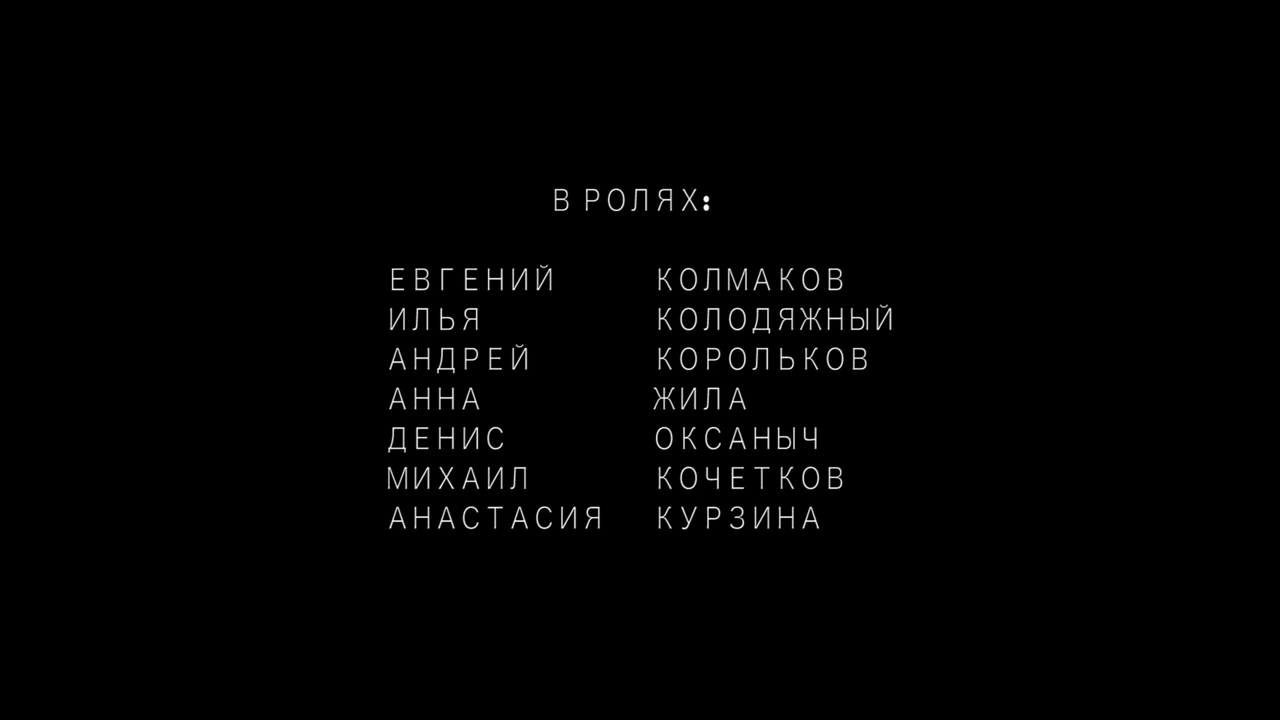 В РОЛЯХ:
ЕВГЕНИЙ КОЛМАКОВ
ИЛЬЯ КОЛОДЯЖНЫЙ
АНДРЕЙ КОРОЛЬКОВ
АННА ЖИЛА
ДЕНИС ОКСАНЫЧ
МИХАИЛ КОЧЕТКОВ
АНАСТАСИЯ КУРЗИНА